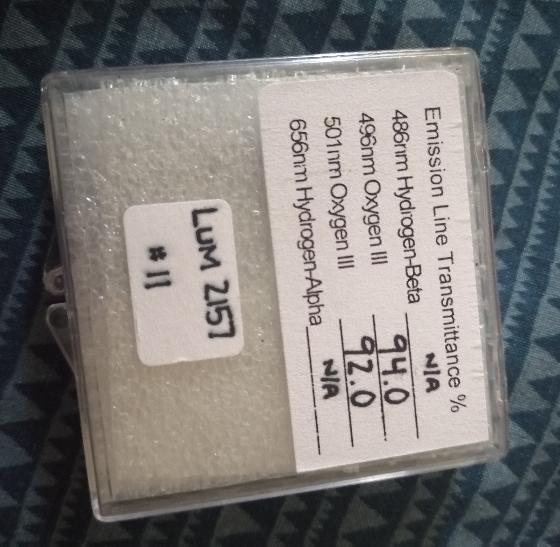 Emission Line Transmittance %
486nm Hydrogen-Beta N/A
496nm Oxygen III 94.0
501nm Oxygen III 92.0
656nm Hydrogen-Alpha N/A
LUM 2157
#11